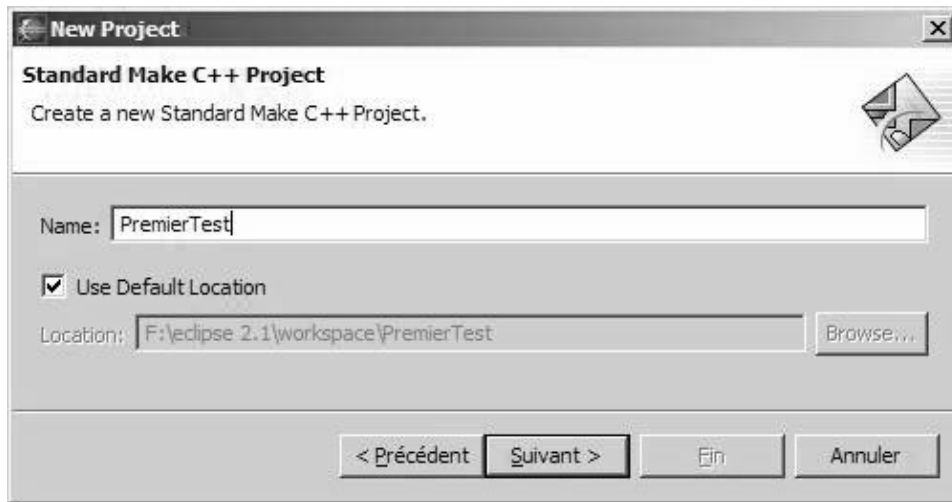 New Project
Standard Make C++ Project
Create a new Standard Make C++ Project.
Name: PremierTest
Use Default Location
Location: F:\eclipse 2.1\workspace\PremierTest Browse...
< Précédent Suivant > Fin Annuler